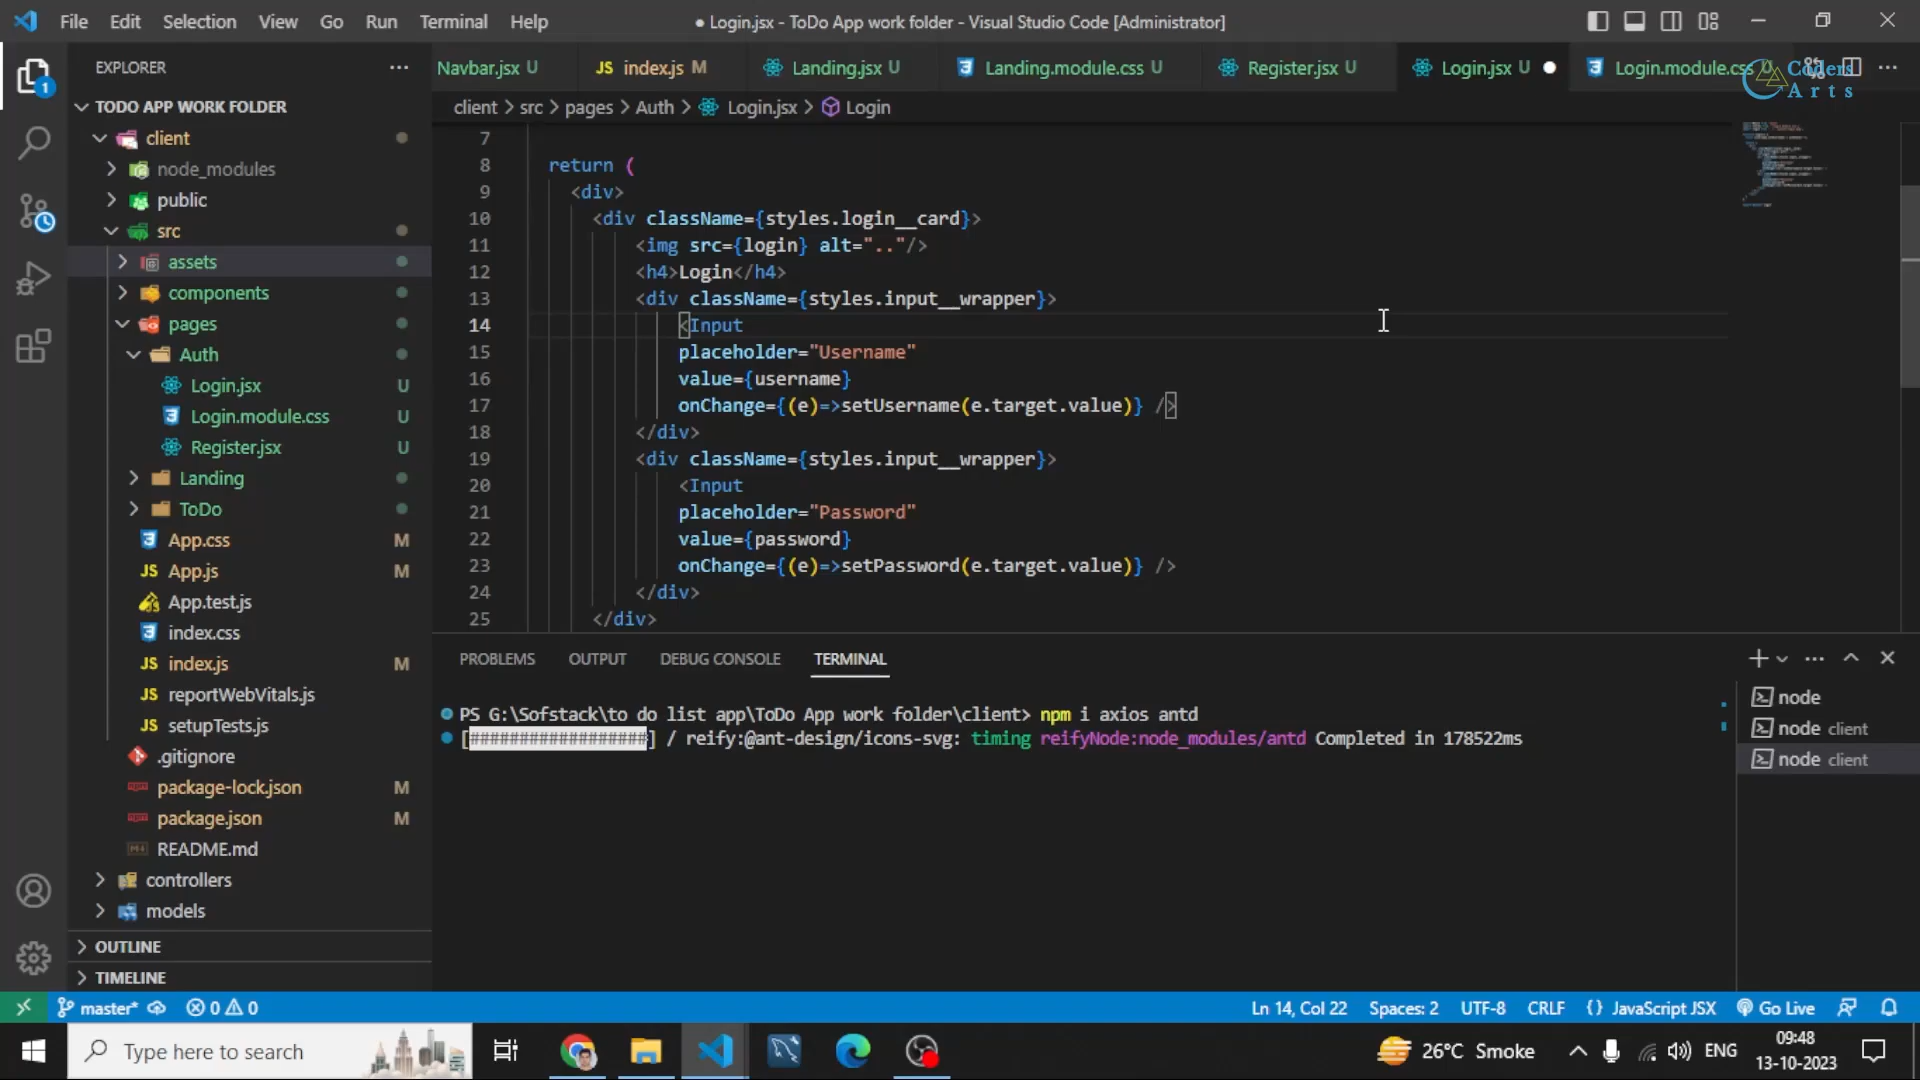 File Edit Selection View Go Run Terminal Help
● Login.jsx - ToDo App work folder - Visual Studio Code [Administrator]
EXPLORER
Navbar.jsx U
JS index.js M
Landing.jsx U
Landing.module.css U
Register.jsx U
Login.jsx U
Login.module.css U
Coders
Arts
TODO APP WORK FOLDER
client > src > pages > Auth > Login.jsx > Login
client
node_modules
public
src
assets
components
pages
Auth
Login.jsx U
Login.module.css U
Register.jsx U
Landing
ToDo
App.css M
JS App.js M
App.test.js
index.css
JS index.js M
JS reportWebVitals.js
JS setupTests.js
.gitignore
package-lock.json M
package.json M
README.md
controllers
models
OUTLINE
TIMELINE
7
8 return (
9 <div>
10 <div className={styles.login__card}>
11 <img src={login} alt=".."/>
12 <h4>Login</h4>
13 <div className={styles.input__wrapper}>
14 <Input
15 placeholder="Username"
16 value={username}
17 onChange={(e)=>setUsername(e.target.value)} />
18 </div>
19 <div className={styles.input__wrapper}>
20 <Input
21 placeholder="Password"
22 value={password}
23 onChange={(e)=>setPassword(e.target.value)} />
24 </div>
25 </div>
PROBLEMS OUTPUT DEBUG CONSOLE TERMINAL
PS G:\Sofstack\to do list app\ToDo App work folder\client> npm i axios antd
[##################] / reify:@ant-design/icons-svg: timing reifyNode:node_modules/antd Completed in 178522ms
node
node client
node client
master* 0 0
Ln 14, Col 22 Spaces: 2 UTF-8 CRLF {} JavaScript JSX Go Live
Type here to search
26°C Smoke
ENG
09:48
13-10-2023